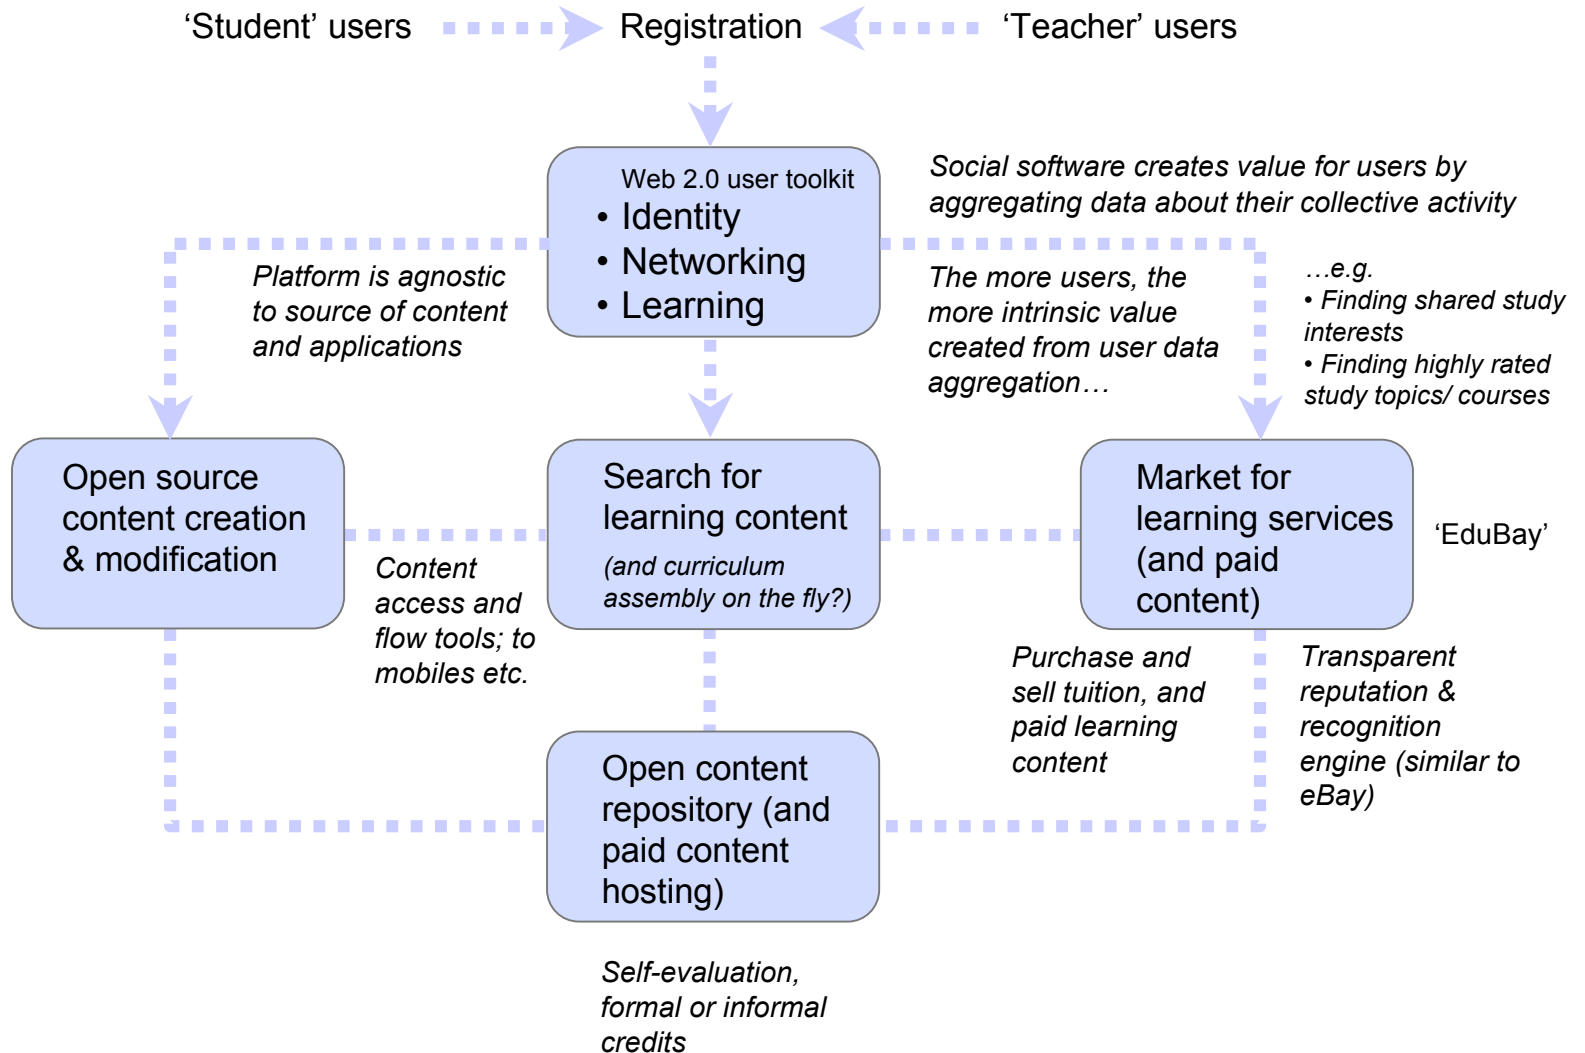 ‘Student’ users
Registration
‘Teacher’ users
Web 2.0 user toolkit
• Identity
• Networking
• Learning
Social software creates value for users by
aggregating data about their collective activity
Platform is agnostic
to source of content
and applications
The more users, the
more intrinsic value
created from user data
aggregation…
…e.g.
• Finding shared study
interests
• Finding highly rated
study topics/ courses
Open source
content creation
& modification
Search for
learning content
(and curriculum
assembly on the fly?)
Market for
learning services
(and paid
content)
‘EduBay’
Content
access and
flow tools; to
mobiles etc.
Purchase and
sell tuition, and
paid learning
content
Transparent
reputation &
recognition
engine (similar to
eBay)
Open content
repository (and
paid content
hosting)
Self-evaluation,
formal or informal
credits